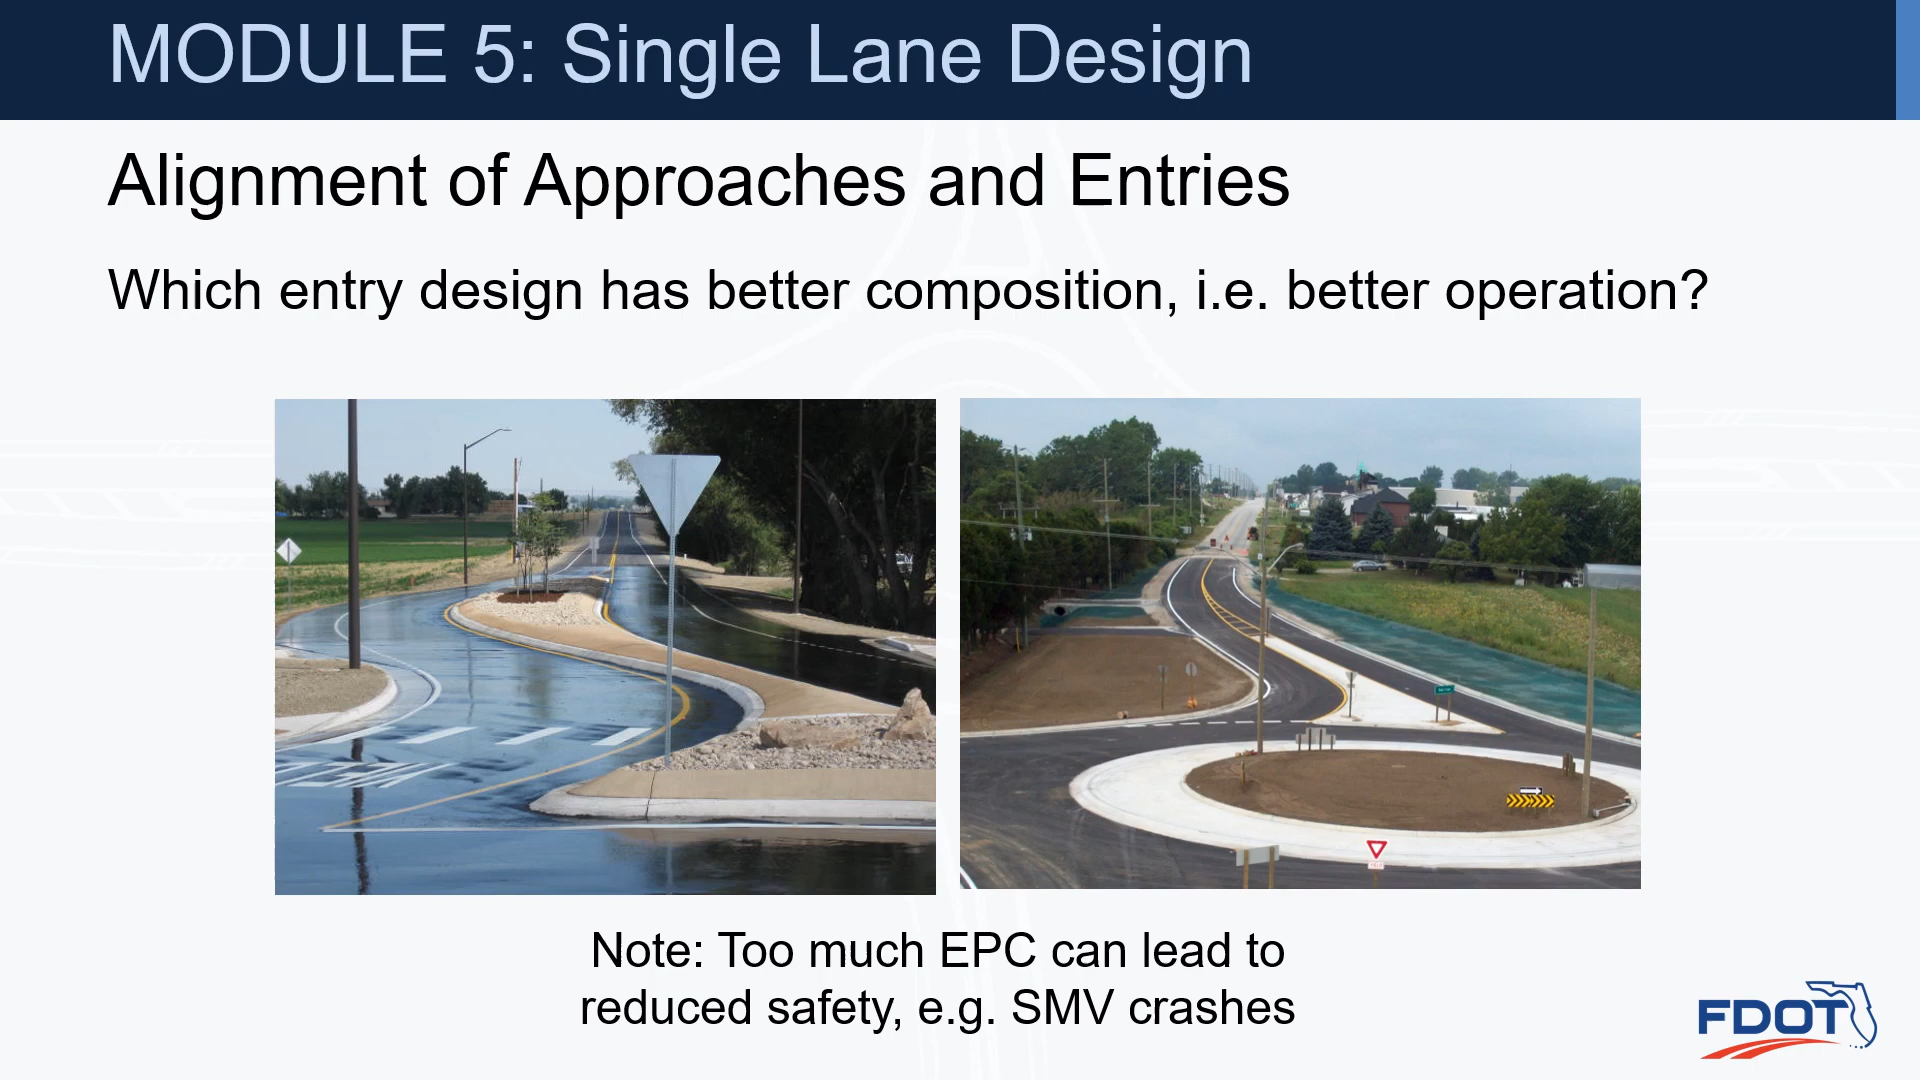 MODULE 5: Single Lane Design
Alignment of Approaches and Entries
Which entry design has better composition, i.e. better operation?
Note: Too much EPC can lead to
reduced safety, e.g. SMV crashes
FDOT